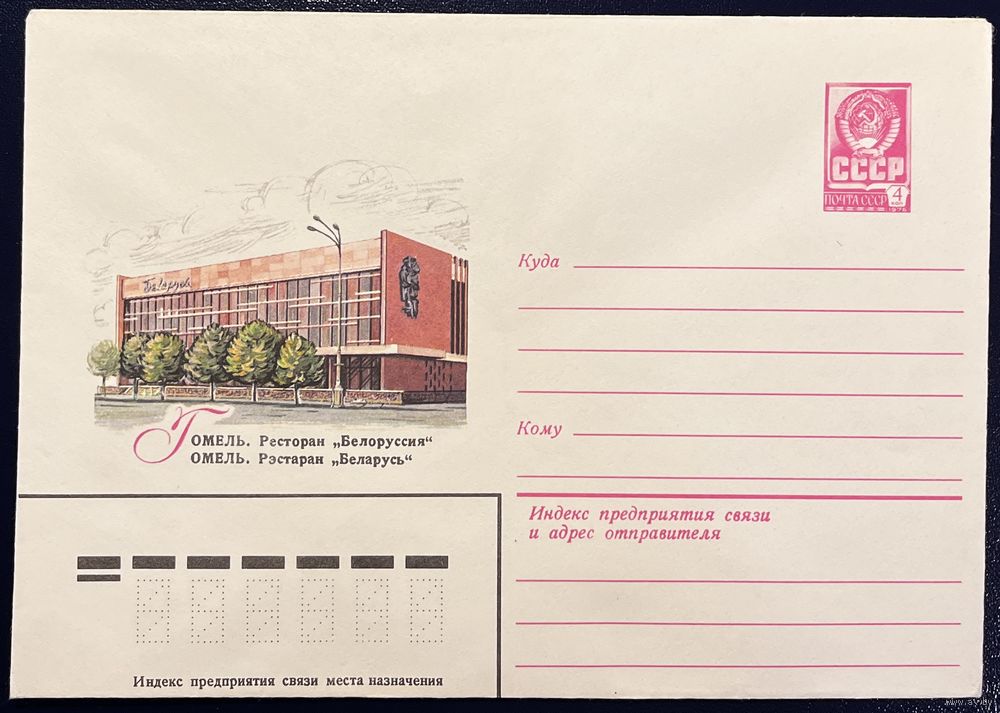 СССР
ПОЧТА СССР 4 КОП
1976
Беларусь
Куда
Кому
ГОМЕЛЬ. Ресторан „Белоруссия“
ГОМЕЛЬ. Рэстаран „Беларусь“
Индекс предприятия связи
и адрес отправителя
Индекс предприятия связи места назначения